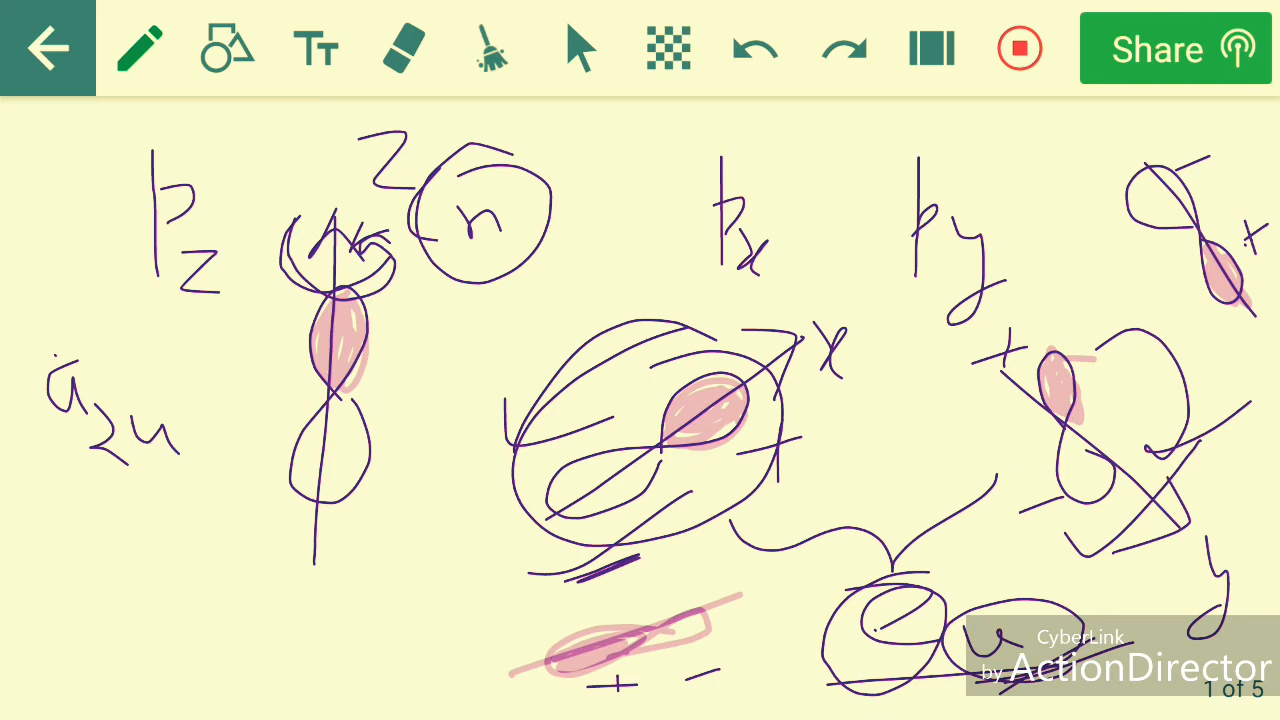 Share
Pz Z n Px Py
x +
a2u x +
+ -
e u y
CyberLink
by ActionDirector
1 of 5